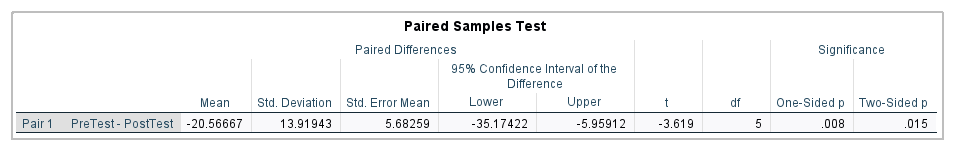 Paired Samples Test
Paired Differences Significance
95% Confidence Interval of the
Difference
Mean Std. Deviation Std. Error Mean Lower Upper t df One-Sided p Two-Sided p
Pair 1 PreTest - PostTest -20.56667 13.91943 5.68259 -35.17422 -5.95912 -3.619 5 .008 .015